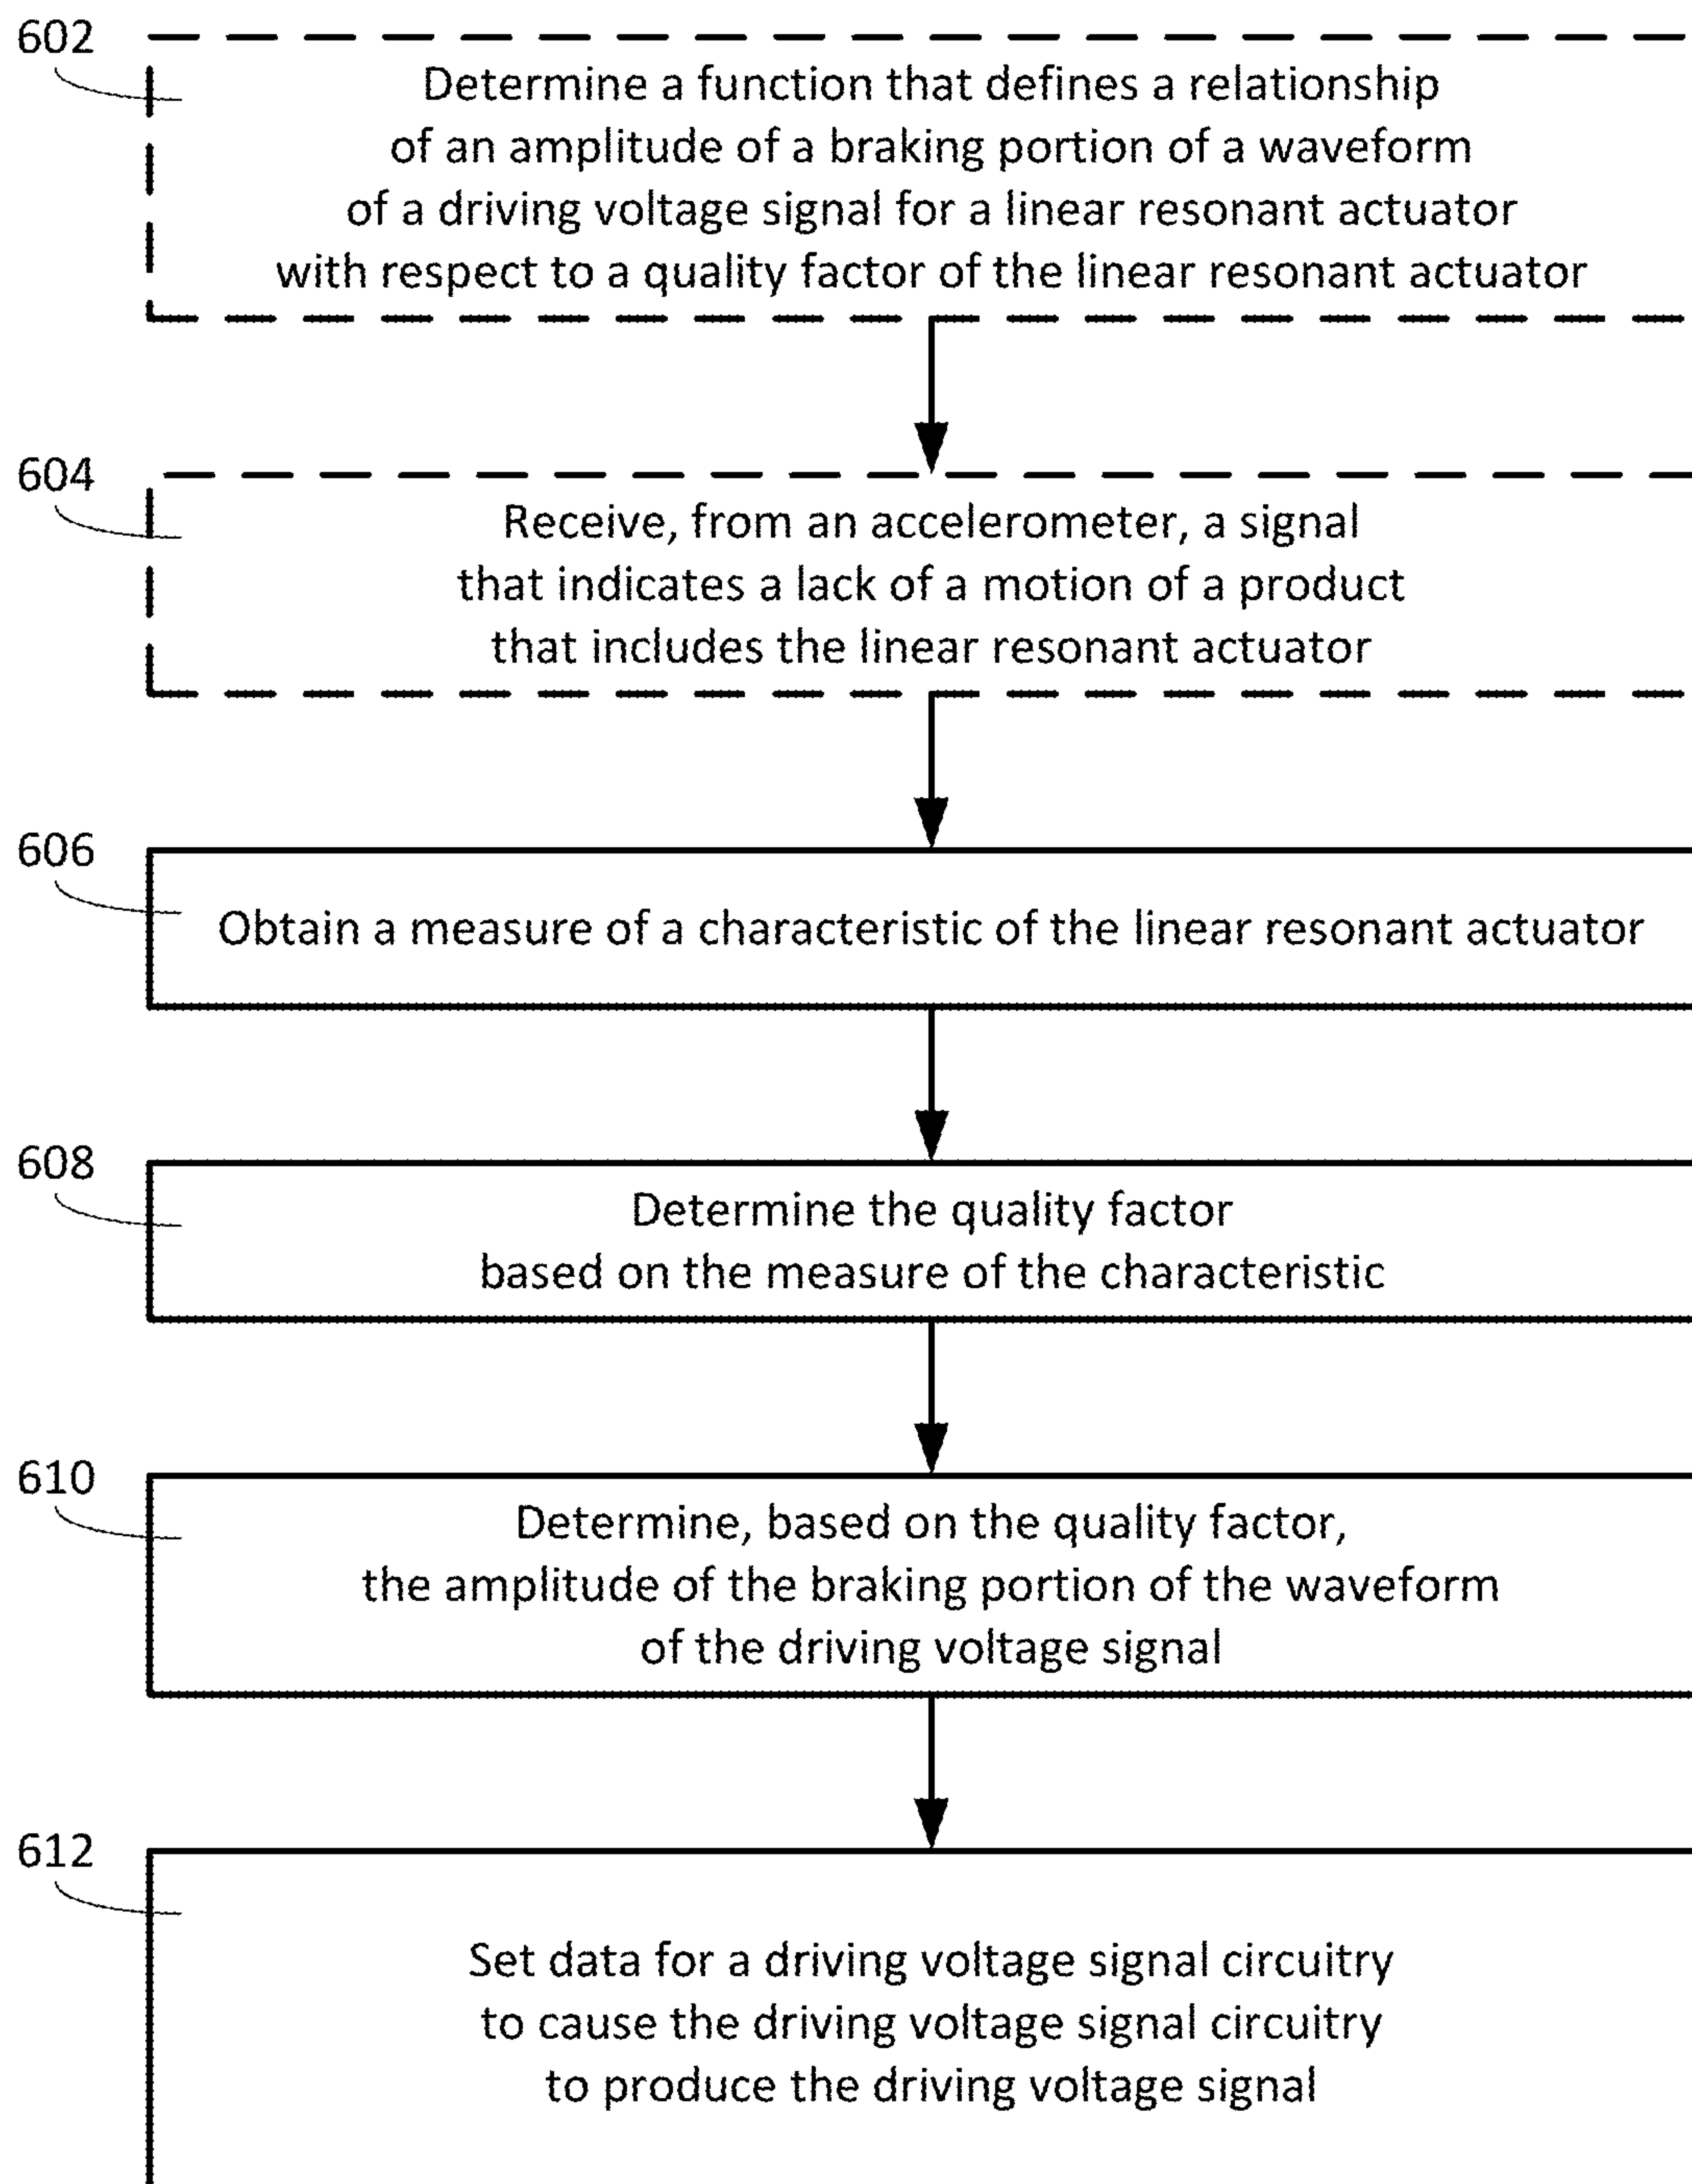 602
Determine a function that defines a relationship
of an amplitude of a braking portion of a waveform
of a driving voltage signal for a linear resonant actuator
with respect to a quality factor of the linear resonant actuator
604
Receive, from an accelerometer, a signal
that indicates a lack of a motion of a product
that includes the linear resonant actuator
606
Obtain a measure of a characteristic of the linear resonant actuator
608
Determine the quality factor
based on the measure of the characteristic
610
Determine, based on the quality factor,
the amplitude of the braking portion of the waveform
of the driving voltage signal
612
Set data for a driving voltage signal circuitry
to cause the driving voltage signal circuitry
to produce the driving voltage signal